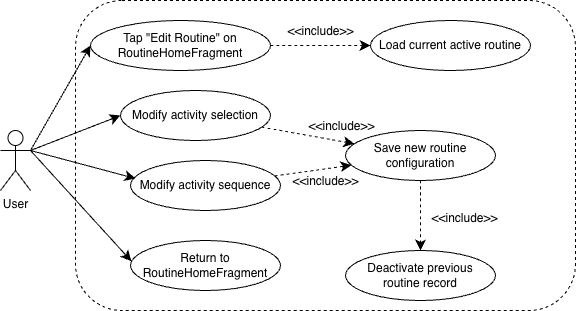 Tap "Edit Routine" on
RoutineHomeFragment
<<include>>
Load current active routine
Modify activity selection
<<include>>
Save new routine
configuration
Modify activity sequence
<<include>>
User
<<include>>
Return to
RoutineHomeFragment
Deactivate previous
routine record